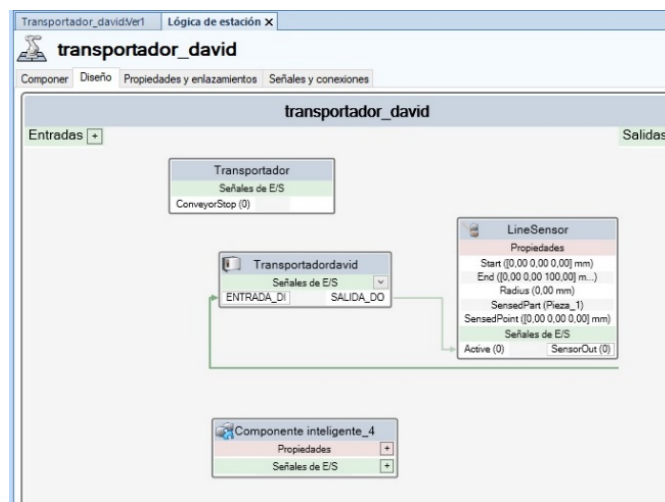 Transportador_david:Ver1 Lógica de estación X
transportador_david
Componer Diseño Propiedades y enlazamientos Señales y conexiones
transportador_david
Entradas + Salidas
Transportador
Señales de E/S
ConveyorStop (0)
Transportadordavid
Señales de E/S
ENTRADA_DI SALIDA_DO
LineSensor
Propiedades
Start ([0,00 0,00 0,00] mm)
End ([0,00 0,00 100,00] m...)
Radius (0,00 mm)
SensedPart (Pieza_1)
SensedPoint ([0,00 0,00 0,00] mm)
Señales de E/S
Active (0) SensorOut (0)
Componente inteligente_4
Propiedades +
Señales de E/S +